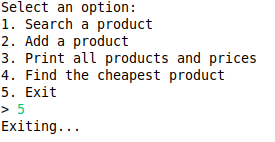 Select an option:
1. Search a product
2. Add a product
3. Print all products and prices
4. Find the cheapest product
5. Exit
> 5
Exiting...